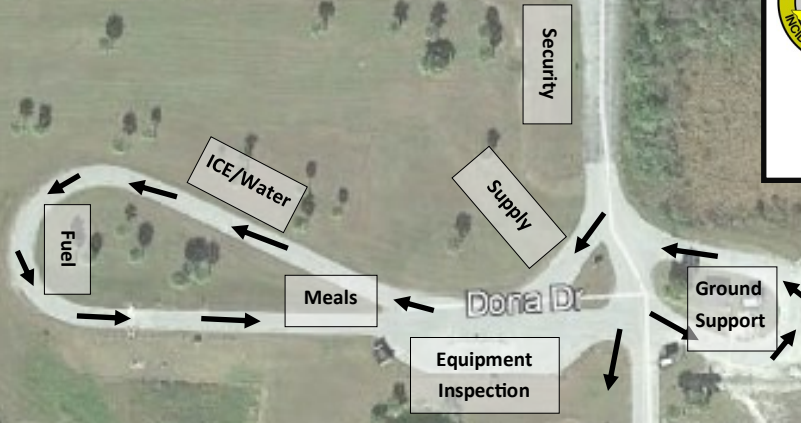 Security
ICE/Water
Supply
Fuel
Meals
Dona Dr
Ground
Support
Equipment
Inspection